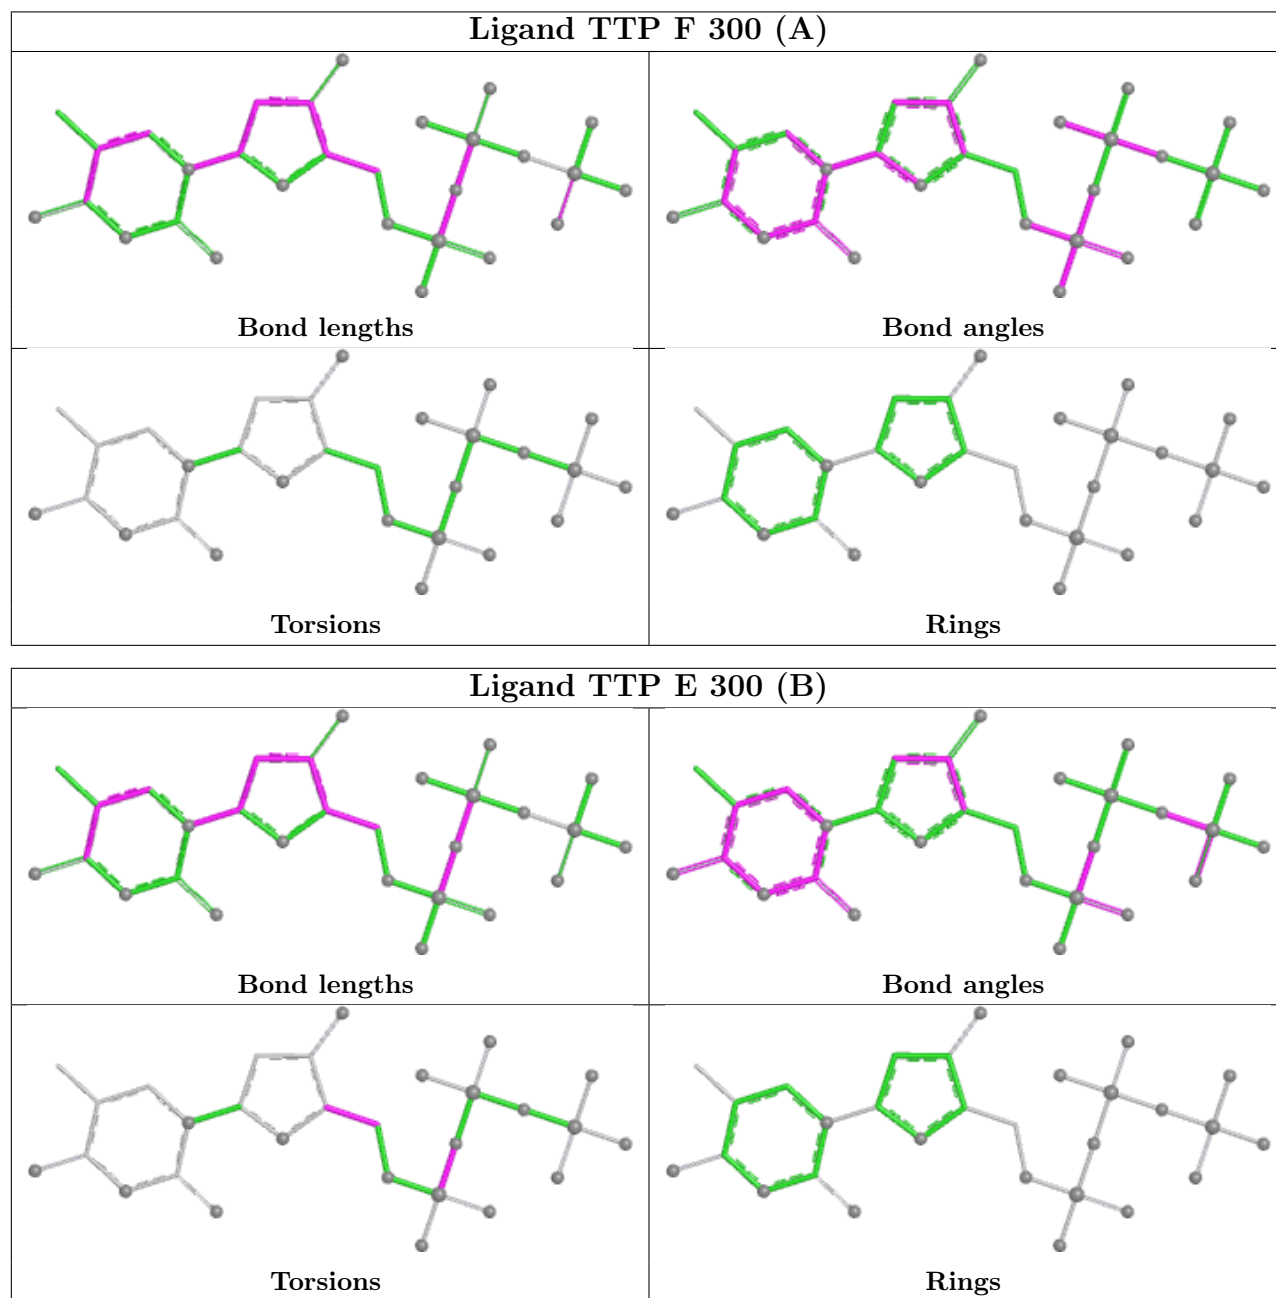 Ligand TTP F 300 (A)
Bond lengths
Bond angles
Torsions
Rings
Ligand TTP E 300 (B)
Bond lengths
Bond angles
Torsions
Rings